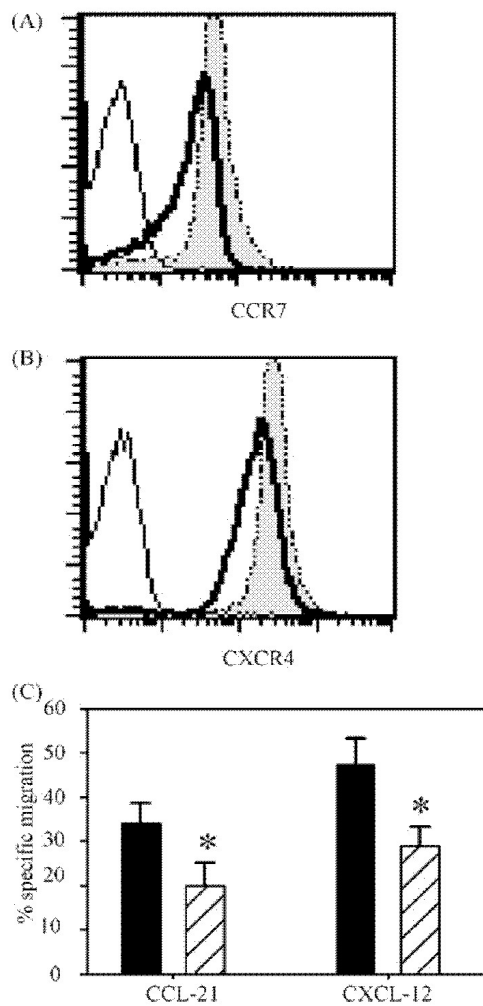 (A)
CCR7
(B)
CXCR4
(C)
60
50
40
30
20
10
0
% specific migration
*
*
CCL-21
CXCL-12